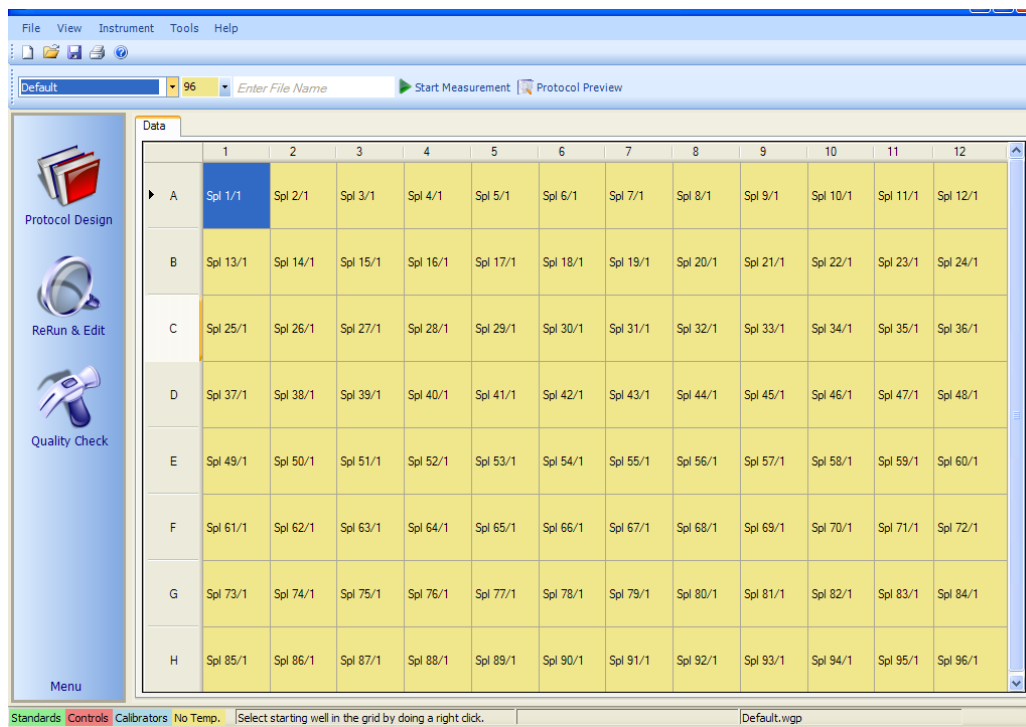 File View Instrument Tools Help
Default 96 Enter File Name Start Measurement Protocol Preview
Data
1 2 3 4 5 6 7 8 9 10 11 12
A Spl 1/1 Spl 2/1 Spl 3/1 Spl 4/1 Spl 5/1 Spl 6/1 Spl 7/1 Spl 8/1 Spl 9/1 Spl 10/1 Spl 11/1 Spl 12/1
Protocol Design
B Spl 13/1 Spl 14/1 Spl 15/1 Spl 16/1 Spl 17/1 Spl 18/1 Spl 19/1 Spl 20/1 Spl 21/1 Spl 22/1 Spl 23/1 Spl 24/1
ReRun & Edit
C Spl 25/1 Spl 26/1 Spl 27/1 Spl 28/1 Spl 29/1 Spl 30/1 Spl 31/1 Spl 32/1 Spl 33/1 Spl 34/1 Spl 35/1 Spl 36/1
D Spl 37/1 Spl 38/1 Spl 39/1 Spl 40/1 Spl 41/1 Spl 42/1 Spl 43/1 Spl 44/1 Spl 45/1 Spl 46/1 Spl 47/1 Spl 48/1
Quality Check
E Spl 49/1 Spl 50/1 Spl 51/1 Spl 52/1 Spl 53/1 Spl 54/1 Spl 55/1 Spl 56/1 Spl 57/1 Spl 58/1 Spl 59/1 Spl 60/1
F Spl 61/1 Spl 62/1 Spl 63/1 Spl 64/1 Spl 65/1 Spl 66/1 Spl 67/1 Spl 68/1 Spl 69/1 Spl 70/1 Spl 71/1 Spl 72/1
G Spl 73/1 Spl 74/1 Spl 75/1 Spl 76/1 Spl 77/1 Spl 78/1 Spl 79/1 Spl 80/1 Spl 81/1 Spl 82/1 Spl 83/1 Spl 84/1
H Spl 85/1 Spl 86/1 Spl 87/1 Spl 88/1 Spl 89/1 Spl 90/1 Spl 91/1 Spl 92/1 Spl 93/1 Spl 94/1 Spl 95/1 Spl 96/1
Menu
Standards Controls Calibrators No Temp. Select starting well in the grid by doing a right click. Default.wgp